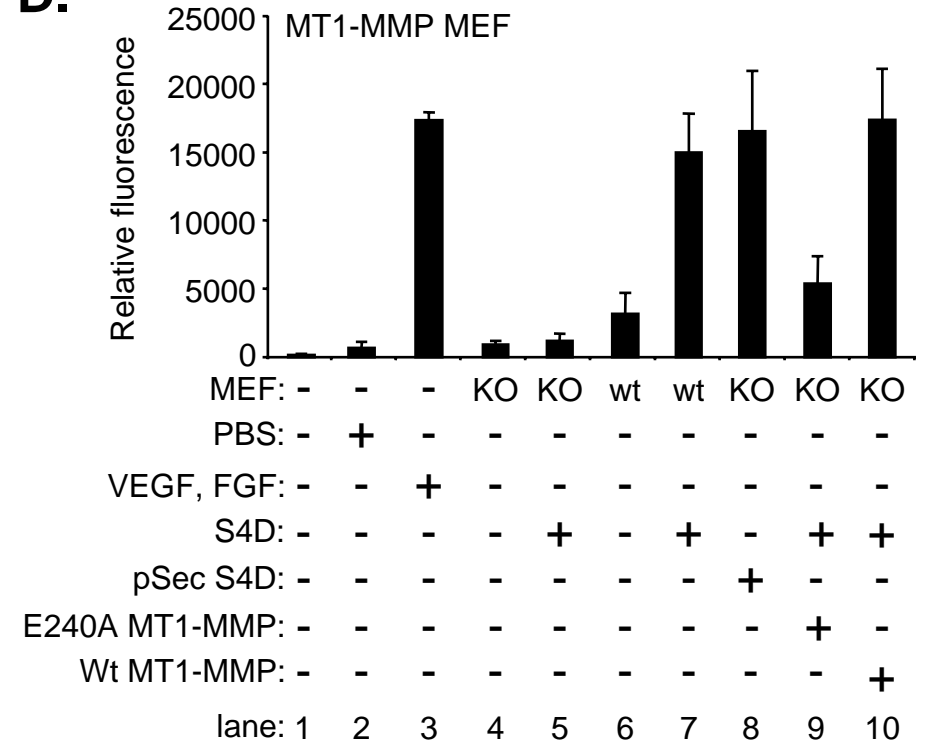 D.
25000 MT1-MMP MEF
20000
15000
10000
5000
0
Relative fluorescence
MEF: - - - KO KO wt wt KO KO KO
PBS: - + - - - - - - - -
VEGF, FGF: - - + - - - - - - -
S4D: - - - - + - + - + +
pSec S4D: - - - - - - - + - -
E240A MT1-MMP: - - - - - - - - + -
Wt MT1-MMP: - - - - - - - - - +
lane: 1 2 3 4 5 6 7 8 9 10